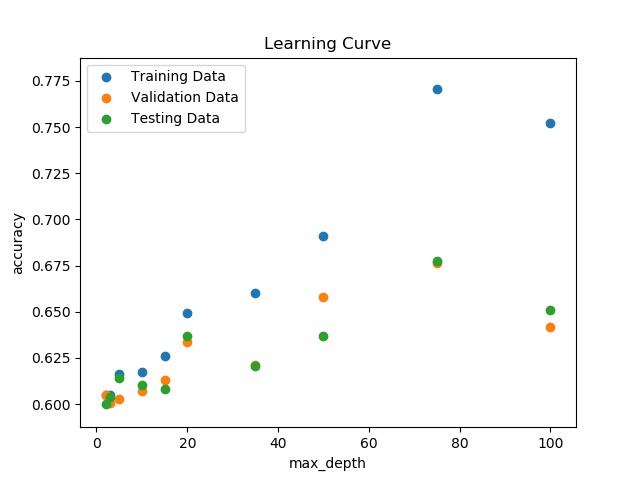 Learning Curve
Training Data
Validation Data
Testing Data
0.775
0.750
0.725
0.700
0.675
0.650
0.625
0.600
accuracy
0 20 40 60 80 100
max_depth